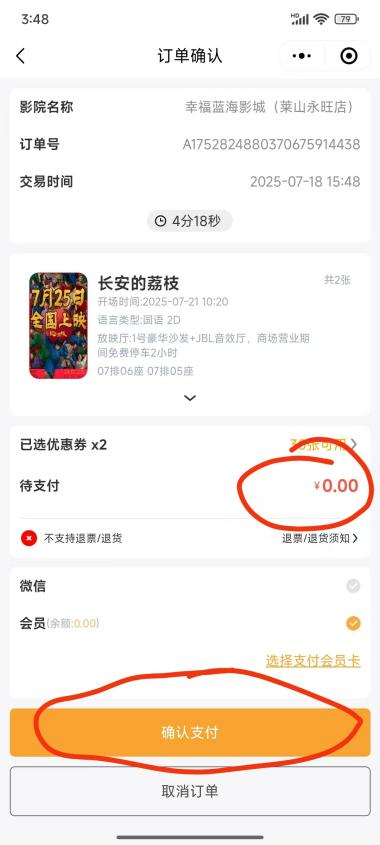 3:48
HD
79
订单确认
影院名称 幸福蓝海影城（莱山永旺店）
订单号 A1752824880370675914438
交易时间 2025-07-18 15:48
4分18秒
长安的荔枝 共2张
开场时间:2025-07-21 10:20
语言类型:国语 2D
放映厅:1号豪华沙发+JBL音效厅，商场营业期
间免费停车2小时
07排06座 07排05座
7月25日
全国上映
已选优惠券 x2 张可用
待支付 ¥0.00
不支持退票/退货 退票/退货须知
微信
会员(余额:0.00)
选择支付会员卡
确认支付
取消订单